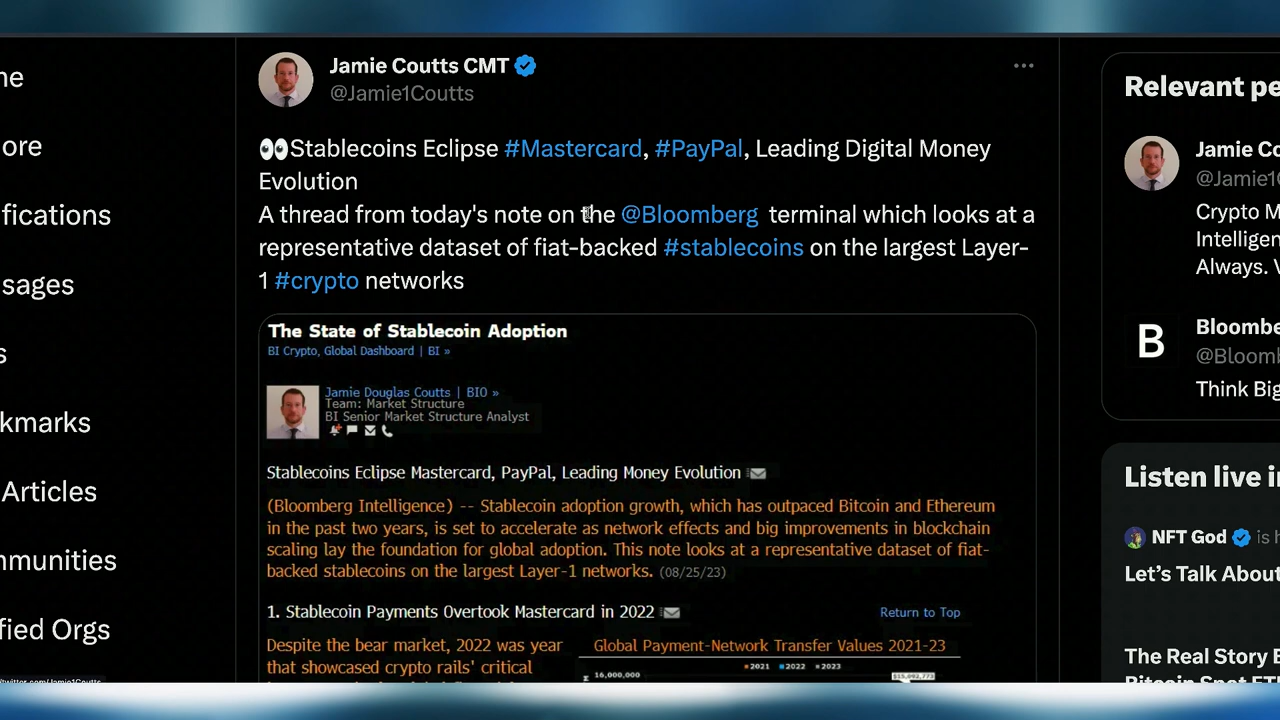 ne
ore
fications
sages
s
kmarks
Articles
mmunities
fied Orgs
twitter.com/Jamie1Coutts
Jamie Coutts CMT
@Jamie1Coutts
👀Stablecoins Eclipse #Mastercard, #PayPal, Leading Digital Money
Evolution
A thread from today's note on the @Bloomberg terminal which looks at a
representative dataset of fiat-backed #stablecoins on the largest Layer-
1 #crypto networks
The State of Stablecoin Adoption
BI Crypto, Global Dashboard | BI »
Jamie Douglas Coutts | BIO »
Team: Market Structure
BI Senior Market Structure Analyst
Stablecoins Eclipse Mastercard, PayPal, Leading Money Evolution
(Bloomberg Intelligence) -- Stablecoin adoption growth, which has outpaced Bitcoin and Ethereum
in the past two years, is set to accelerate as network effects and big improvements in blockchain
scaling lay the foundation for global adoption. This note looks at a representative dataset of fiat-
backed stablecoins on the largest Layer-1 networks. (08/25/23)
1. Stablecoin Payments Overtook Mastercard in 2022
Return to Top
Despite the bear market, 2022 was year
that showcased crypto rails' critical
Global Payment-Network Transfer Values 2021-23
2021 2022 2023
16,000,000
Relevant pe
Jamie Co
@Jamie1C
Crypto M
Intelligen
Always. V
B
Bloombe
@Bloomb
Think Big
Listen live i
NFT God is h
Let's Talk About
The Real Story B
Bitcoin Spot ETF